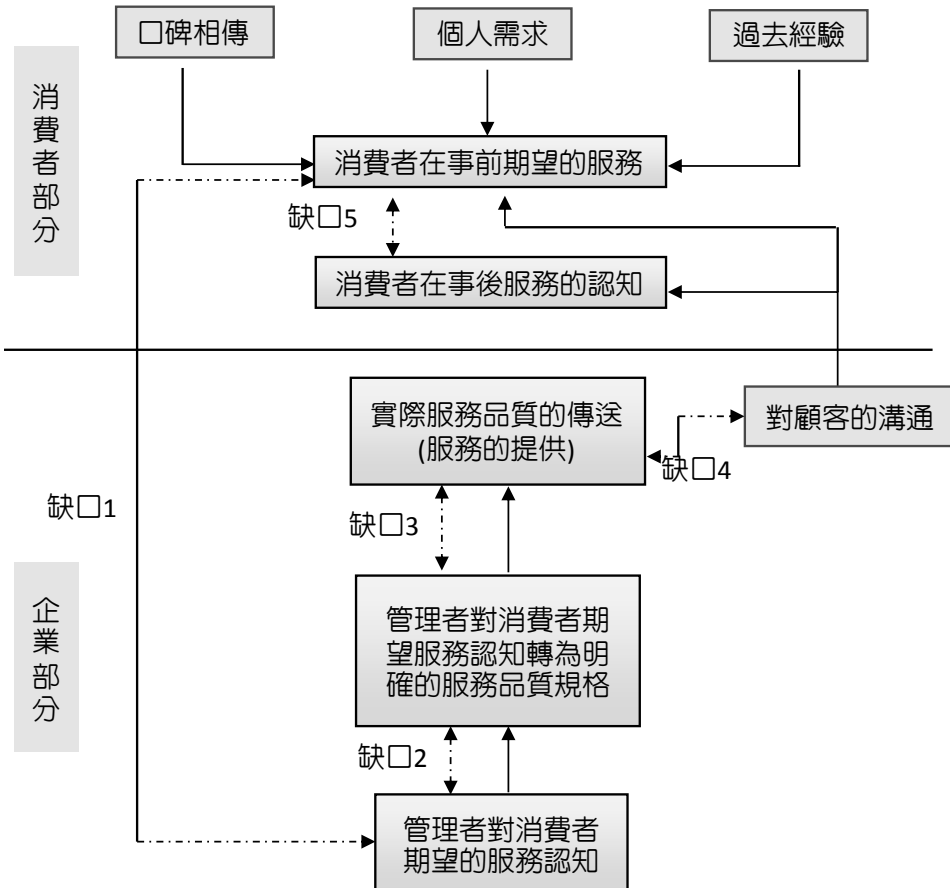 口碑相傳
個人需求
過去經驗
消費者部分
消費者在事前期望的服務
缺口5
消費者在事後服務的認知
實際服務品質的傳送
(服務的提供)
對顧客的溝通
缺口4
缺口1
缺口3
企業部分
管理者對消費者期
望服務認知轉為明
確的服務品質規格
缺口2
管理者對消費者
期望的服務認知